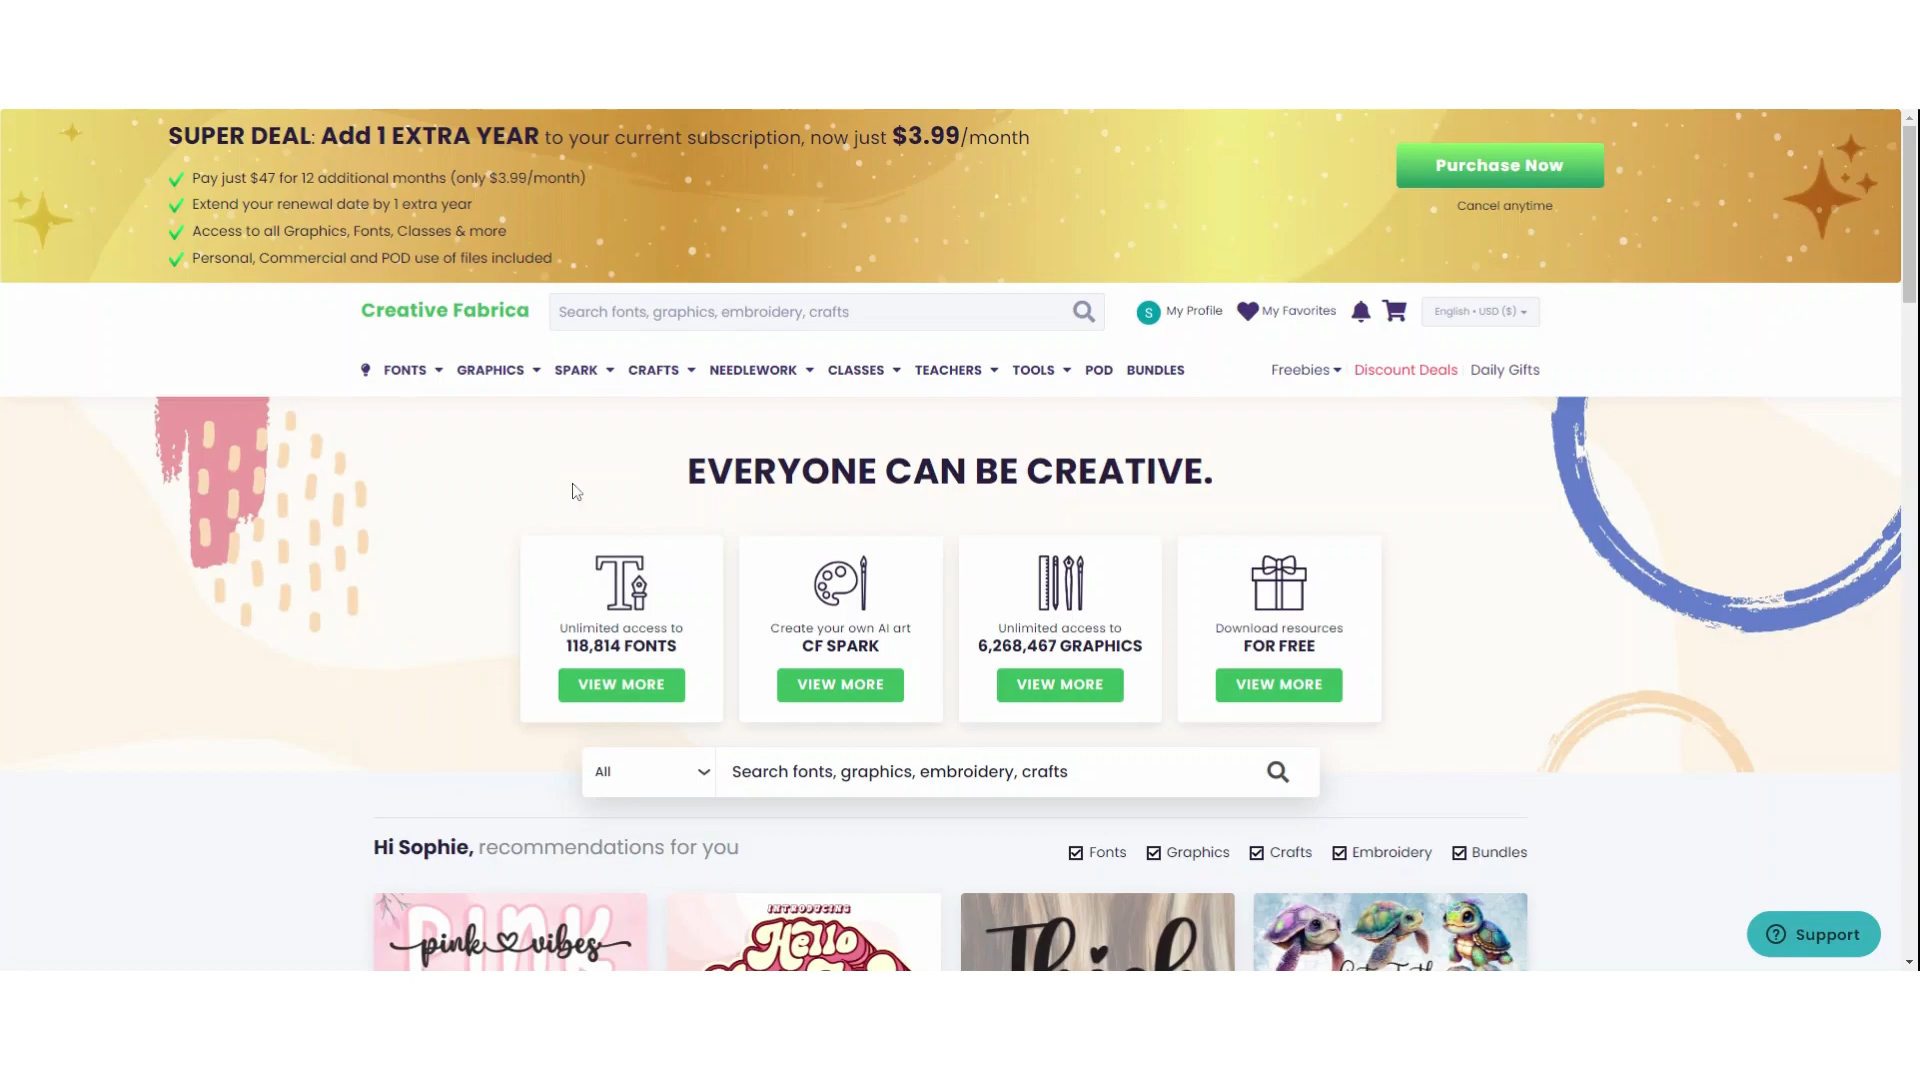 SUPER DEAL: Add 1 EXTRA YEAR to your current subscription, now just $3.99/month
Pay just $47 for 12 additional months (only $3.99/month)
Extend your renewal date by 1 extra year
Access to all Graphics, Fonts, Classes & more
Personal, Commercial and POD use of files included
Purchase Now
Cancel anytime
Creative Fabrica
Search fonts, graphics, embroidery, crafts
S My Profile
My Favorites
English • USD ($)
FONTS GRAPHICS SPARK CRAFTS NEEDLEWORK CLASSES TEACHERS TOOLS POD BUNDLES
Freebies Discount Deals Daily Gifts
EVERYONE CAN BE CREATIVE.
Unlimited access to
118,814 FONTS
VIEW MORE
Create your own AI art
CF SPARK
VIEW MORE
Unlimited access to
6,268,467 GRAPHICS
VIEW MORE
Download resources
FOR FREE
VIEW MORE
All
Search fonts, graphics, embroidery, crafts
Hi Sophie, recommendations for you
Fonts Graphics Crafts Embroidery Bundles
PINK
pink vibes
INTRODUCING
Hello
Support